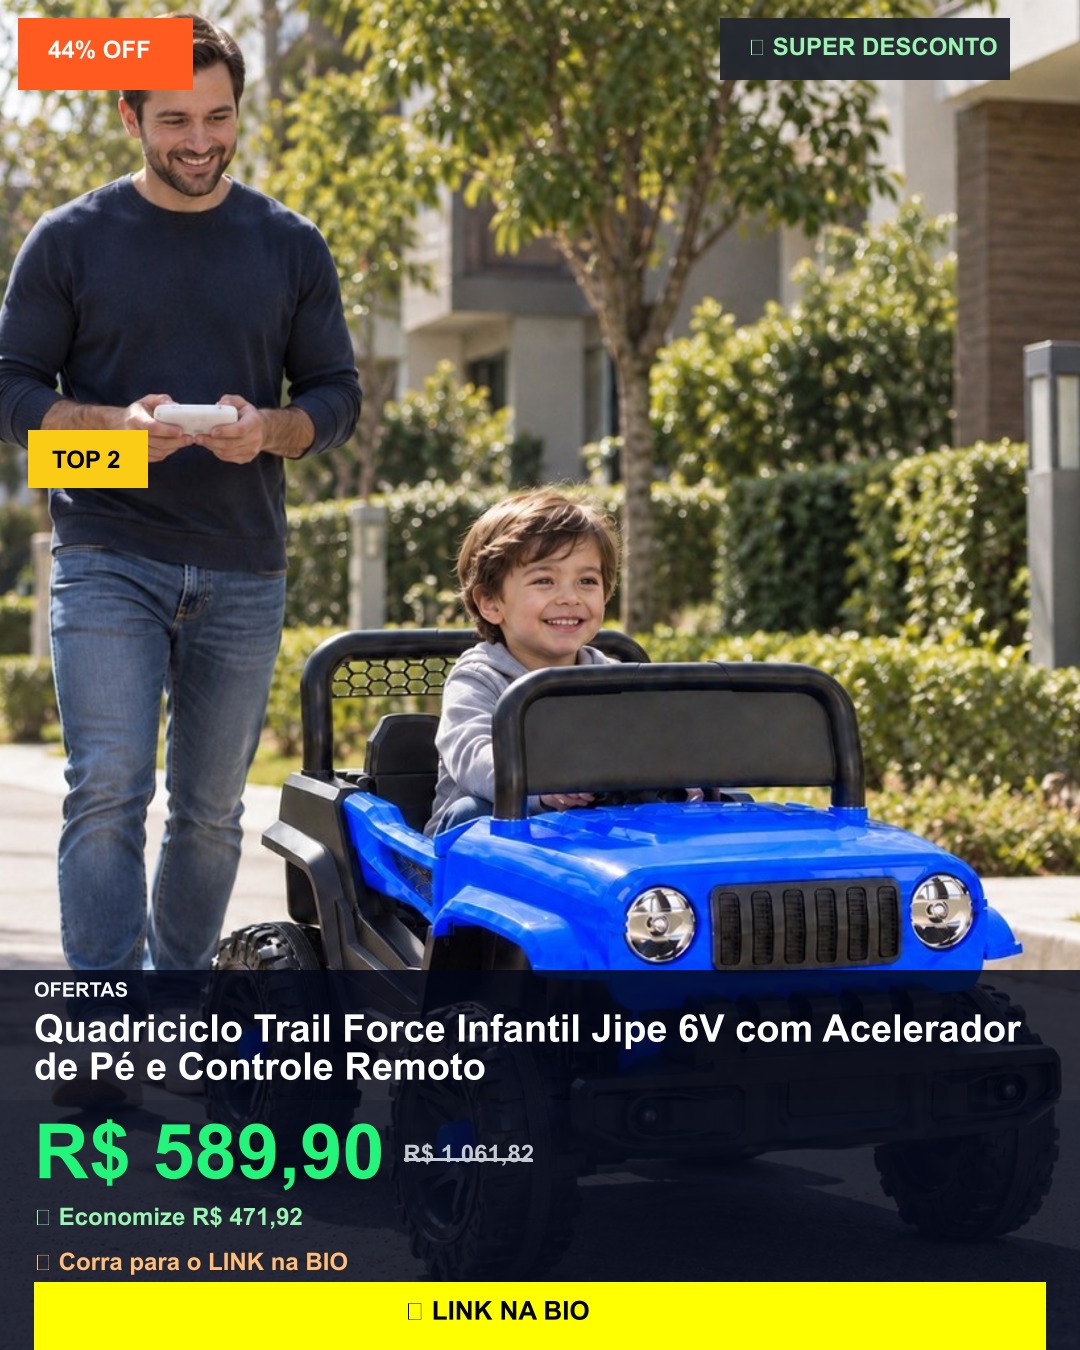 44% OFF
SUPER DESCONTO
TOP 2
OFERTAS
Quadriciclo Trail Force Infantil Jipe 6V com Acelerador
de Pé e Controle Remoto
R$ 589,90 R$ 1.061,82
Economize R$ 471,92
Corra para o LINK na BIO
LINK NA BIO